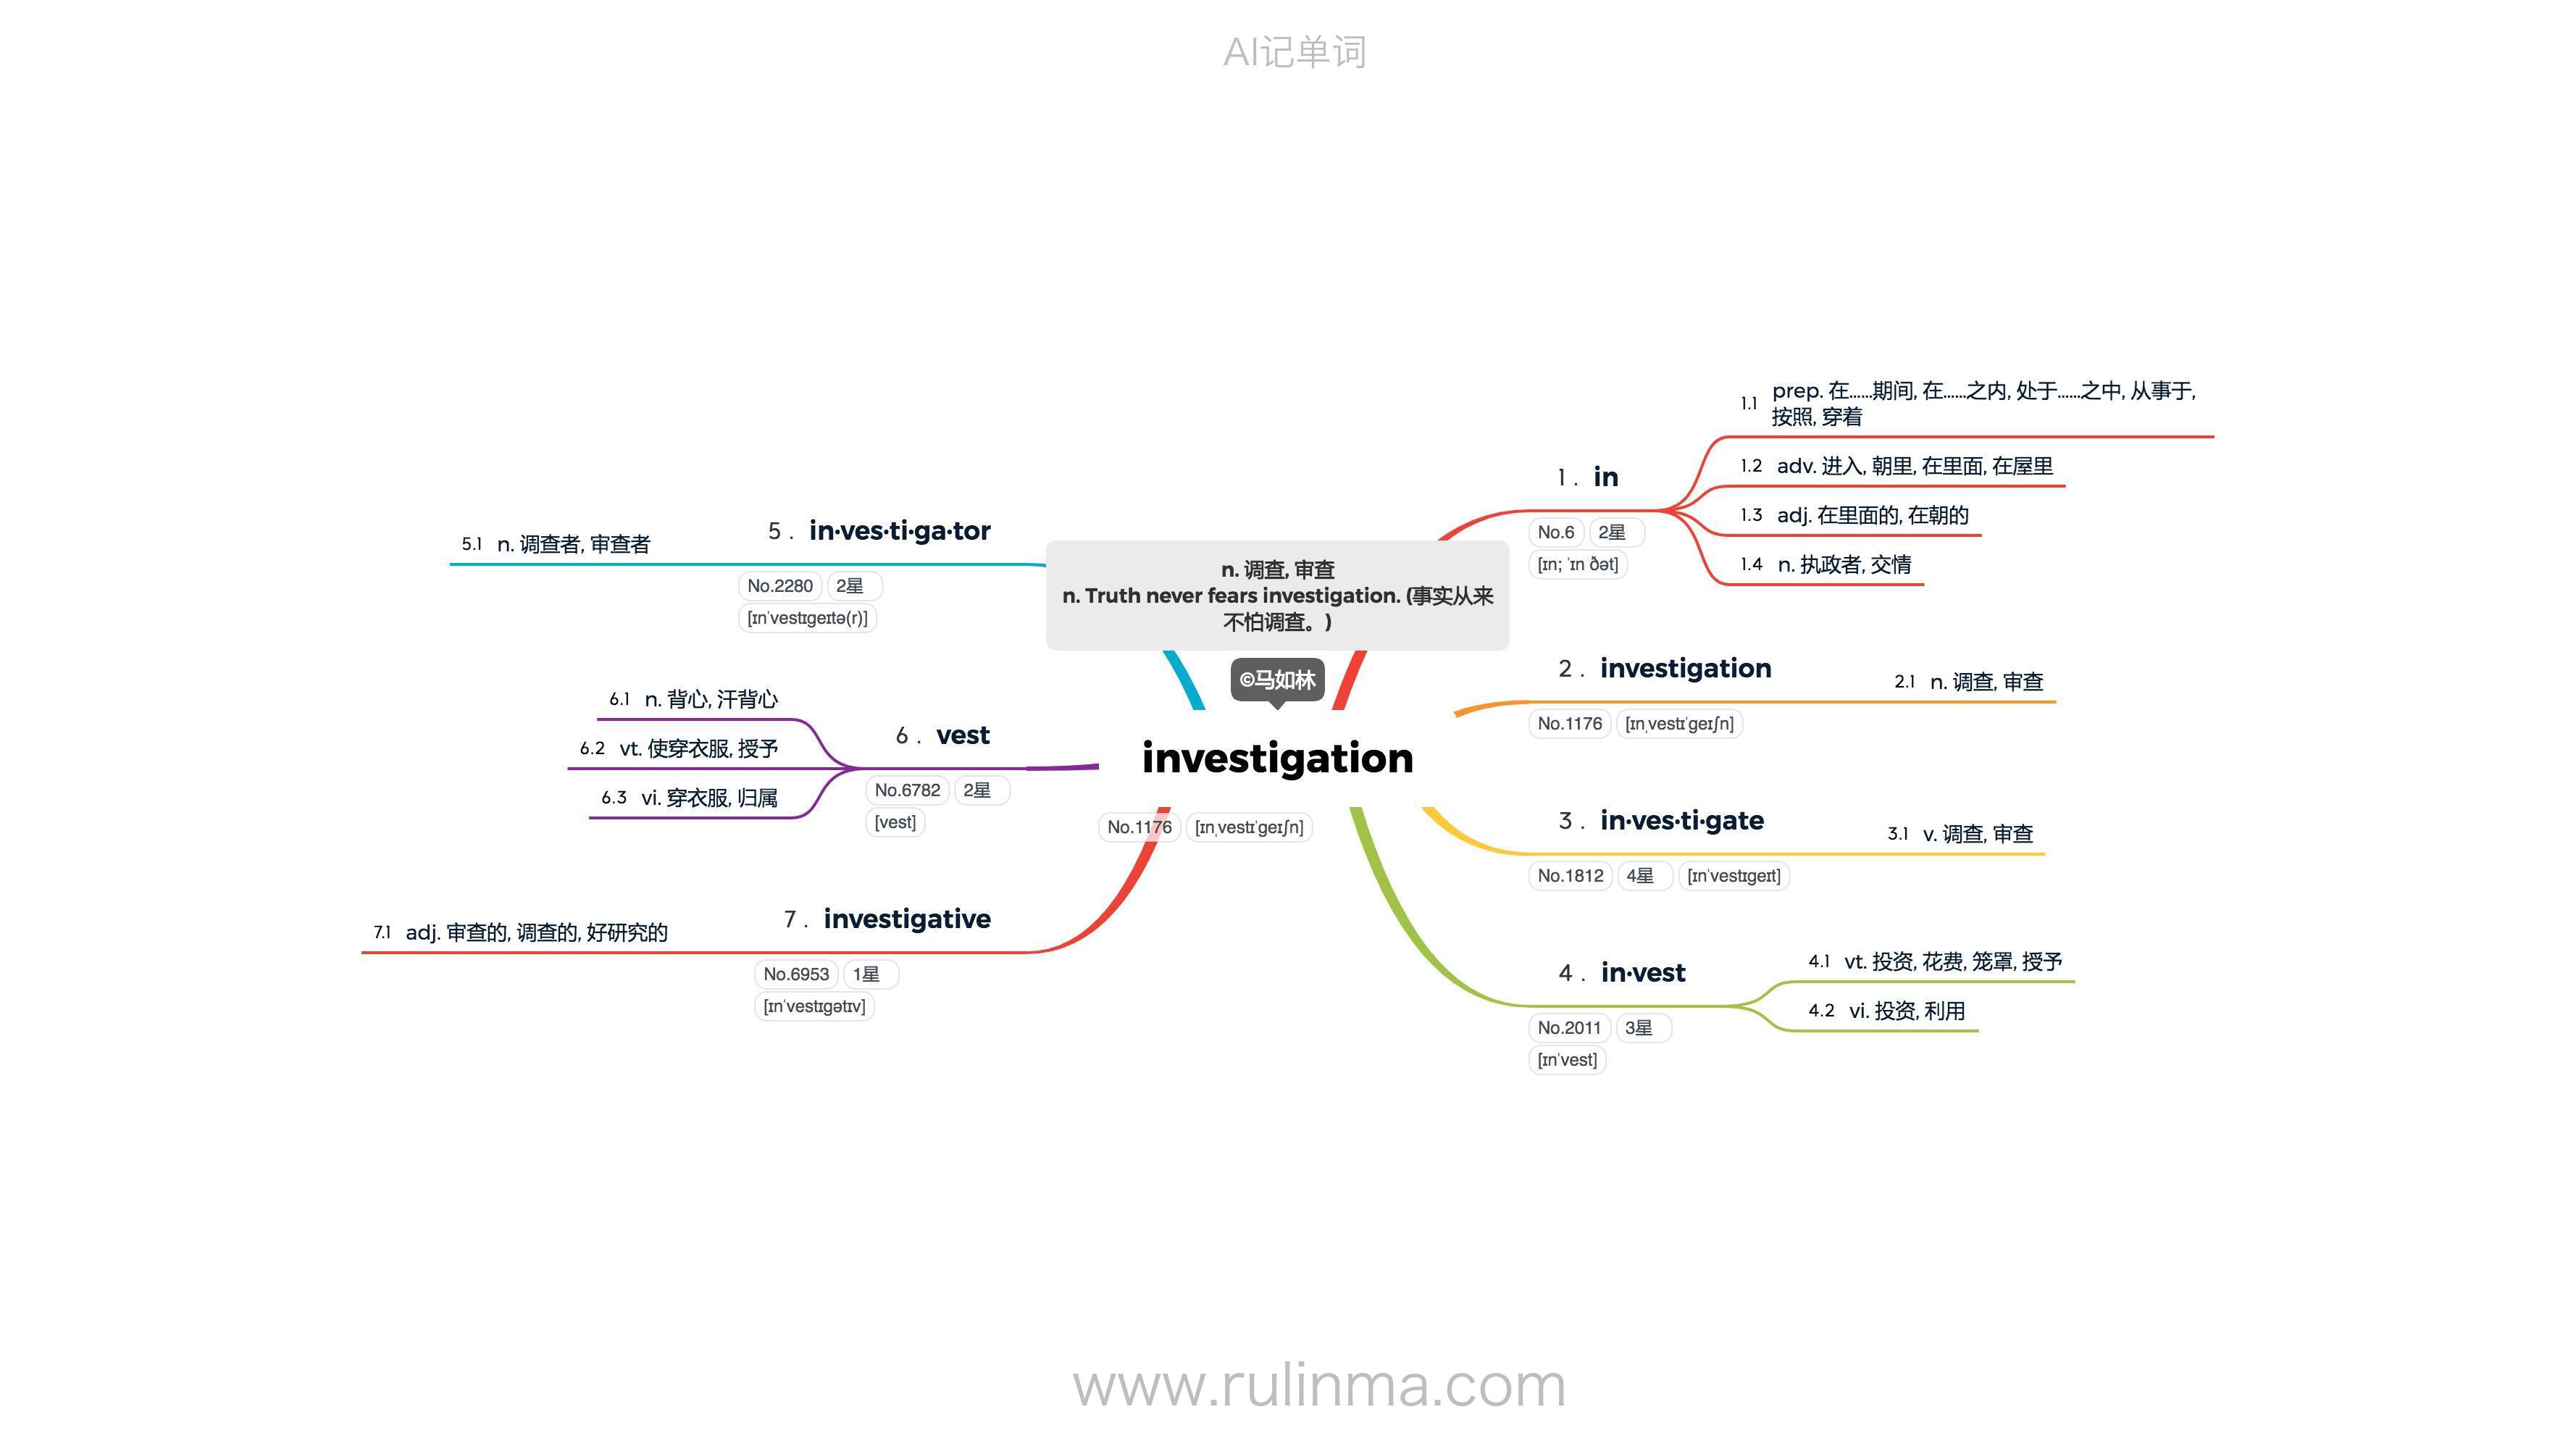 AI记单词
n. 调查, 审查
n. Truth never fears investigation. (事实从来
不怕调查。)
©马如林
investigation
No.1176 [ɪnˌvestɪˈɡeɪʃn]
1 . in
No.6 2星
[ɪn; ˈɪn ðət]
1.1 prep. 在……期间, 在……之内, 处于……之中, 从事于,
按照, 穿着
1.2 adv. 进入, 朝里, 在里面, 在屋里
1.3 adj. 在里面的, 在朝的
1.4 n. 执政者, 交情
2 . investigation
No.1176 [ɪnˌvestɪˈɡeɪʃn]
2.1 n. 调查, 审查
3 . in·ves·ti·gate
No.1812 4星 [ɪnˈvestɪɡeɪt]
3.1 v. 调查, 审查
4 . in·vest
No.2011 3星
[ɪnˈvest]
4.1 vt. 投资, 花费, 笼罩, 授予
4.2 vi. 投资, 利用
5 . in·ves·ti·ga·tor
No.2280 2星
[ɪnˈvestɪɡeɪtə(r)]
5.1 n. 调查者, 审查者
6 . vest
No.6782 2星
[vest]
6.1 n. 背心, 汗背心
6.2 vt. 使穿衣服, 授予
6.3 vi. 穿衣服, 归属
7 . investigative
No.6953 1星
[ɪnˈvestɪɡətɪv]
7.1 adj. 审查的, 调查的, 好研究的
www.rulinma.com